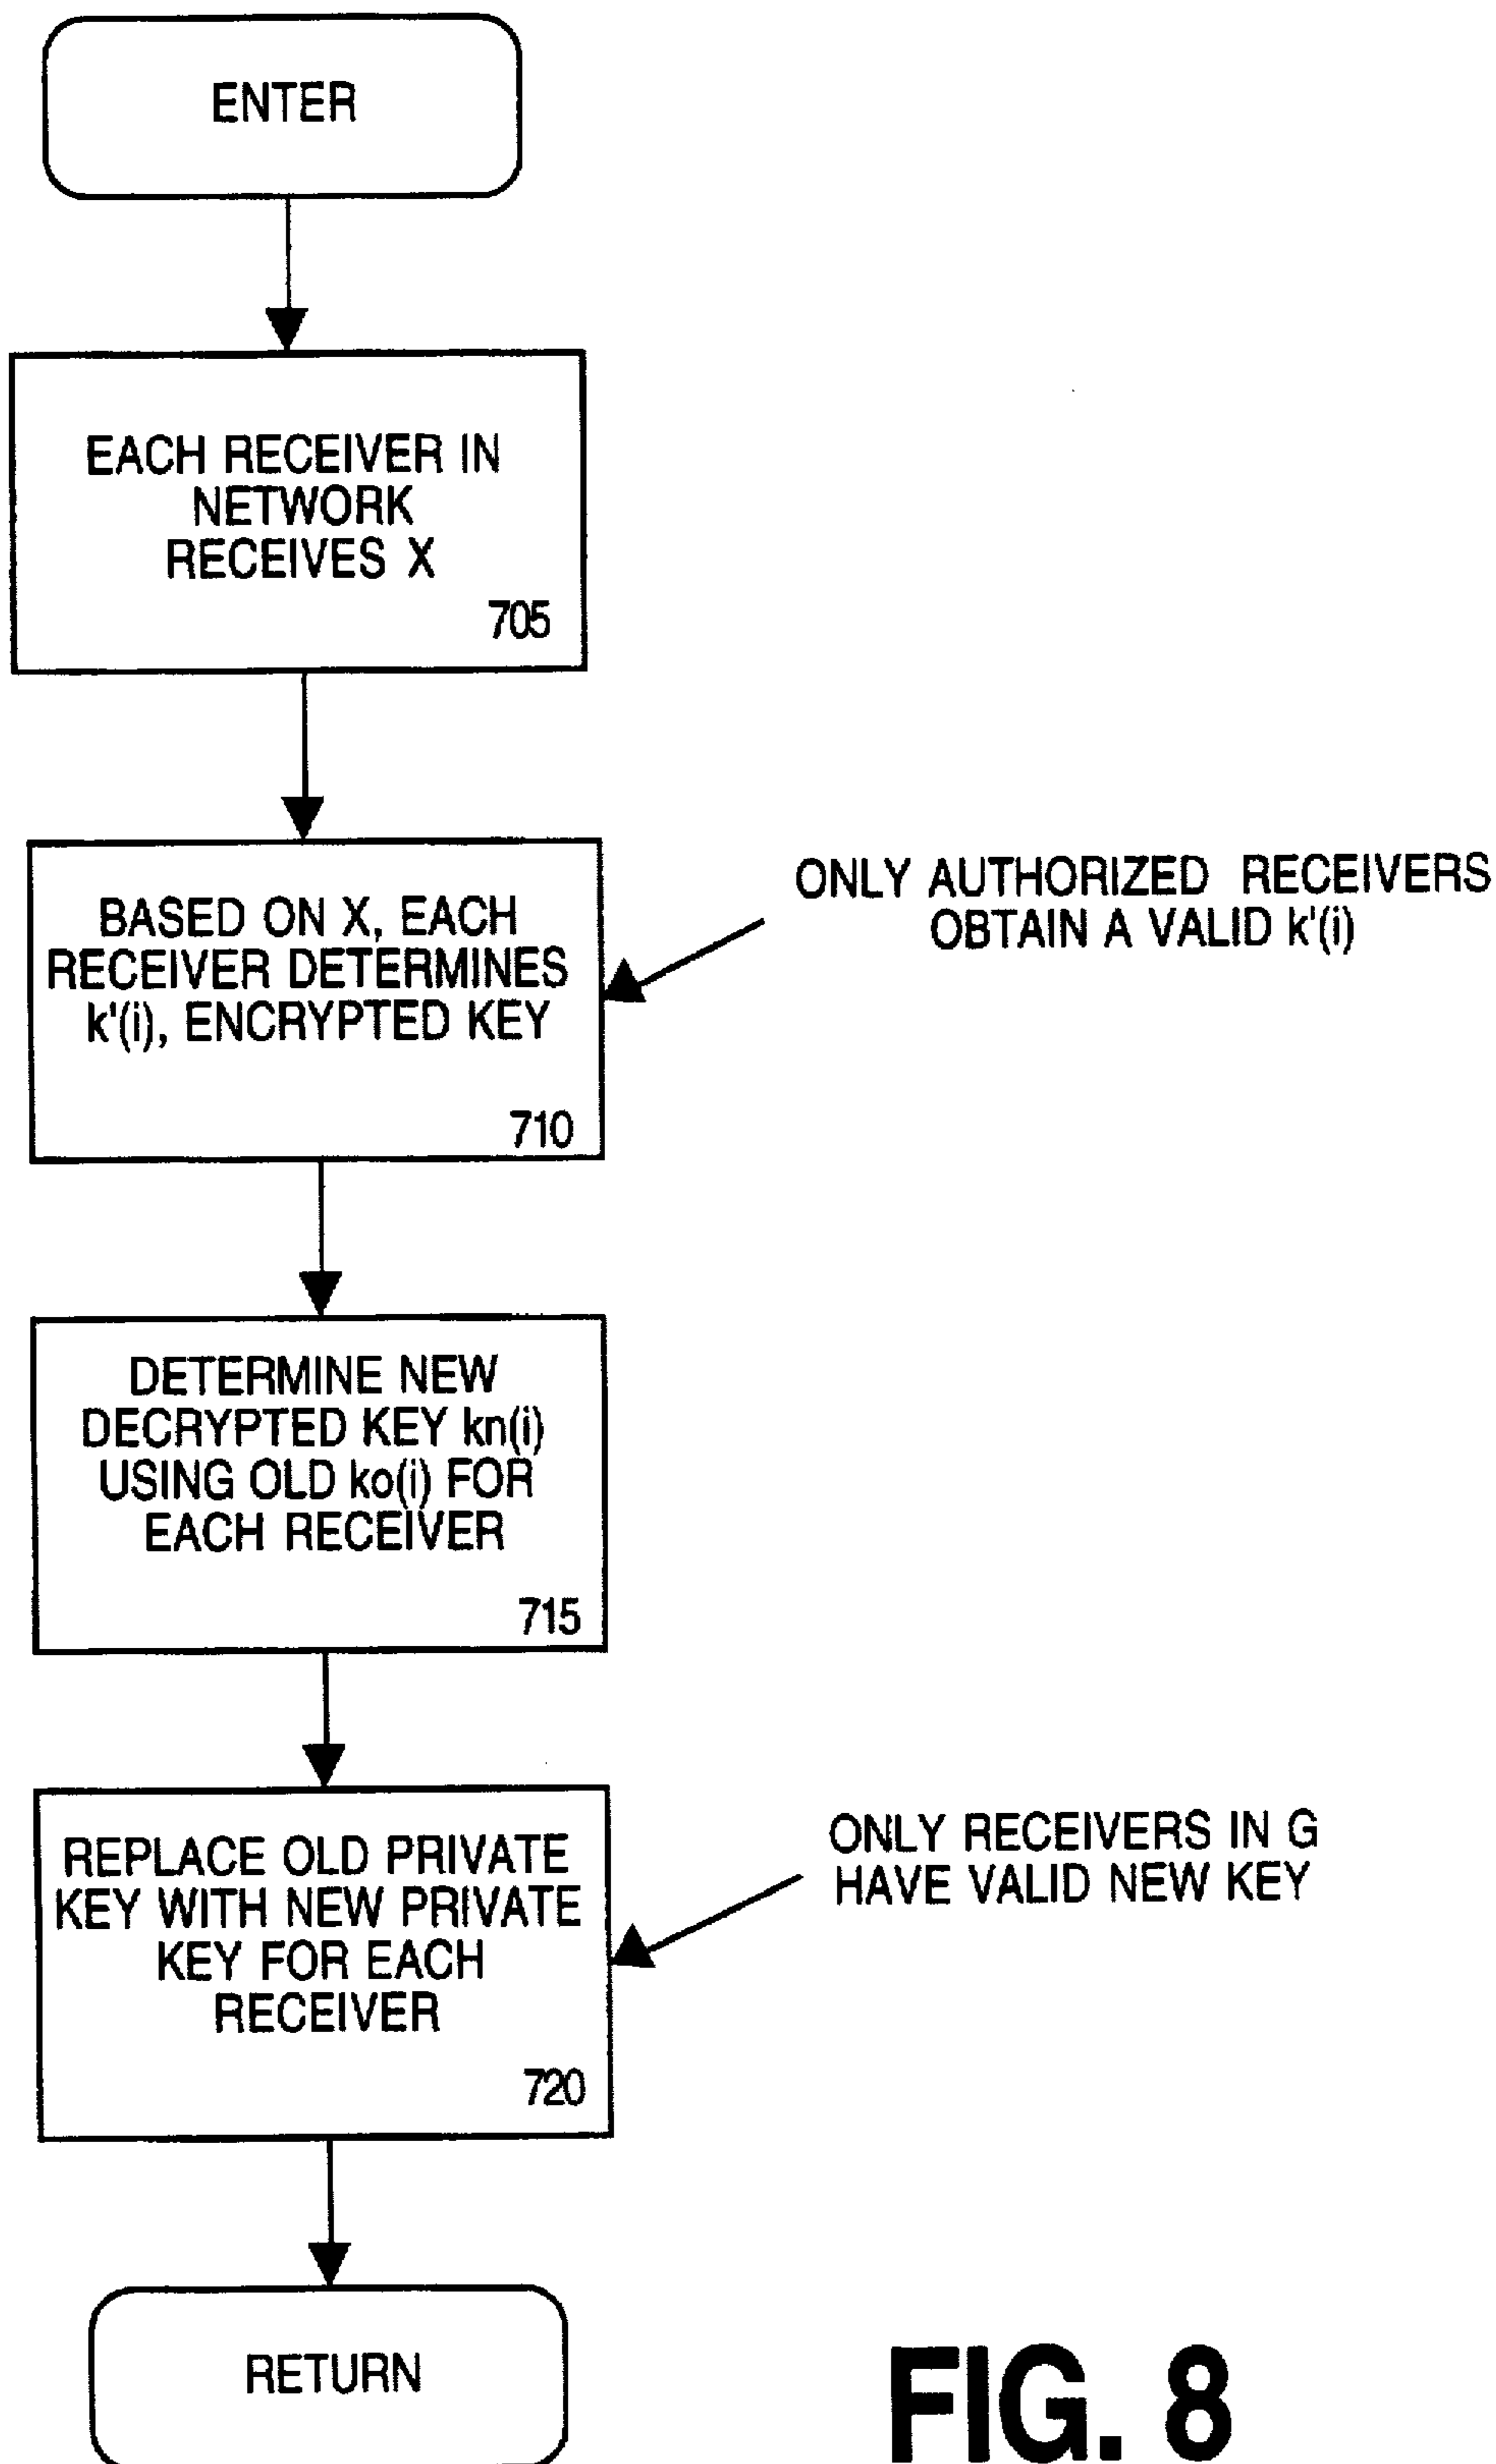 ENTER
EACH RECEIVER IN
NETWORK
RECEIVES X
705
BASED ON X, EACH
RECEIVER DETERMINES
k'(i), ENCRYPTED KEY
710
ONLY AUTHORIZED RECEIVERS
OBTAIN A VALID k'(i)
DETERMINE NEW
DECRYPTED KEY kn(i)
USING OLD ko(i) FOR
EACH RECEIVER
715
REPLACE OLD PRIVATE
KEY WITH NEW PRIVATE
KEY FOR EACH
RECEIVER
720
ONLY RECEIVERS IN G
HAVE VALID NEW KEY
RETURN
FIG. 8